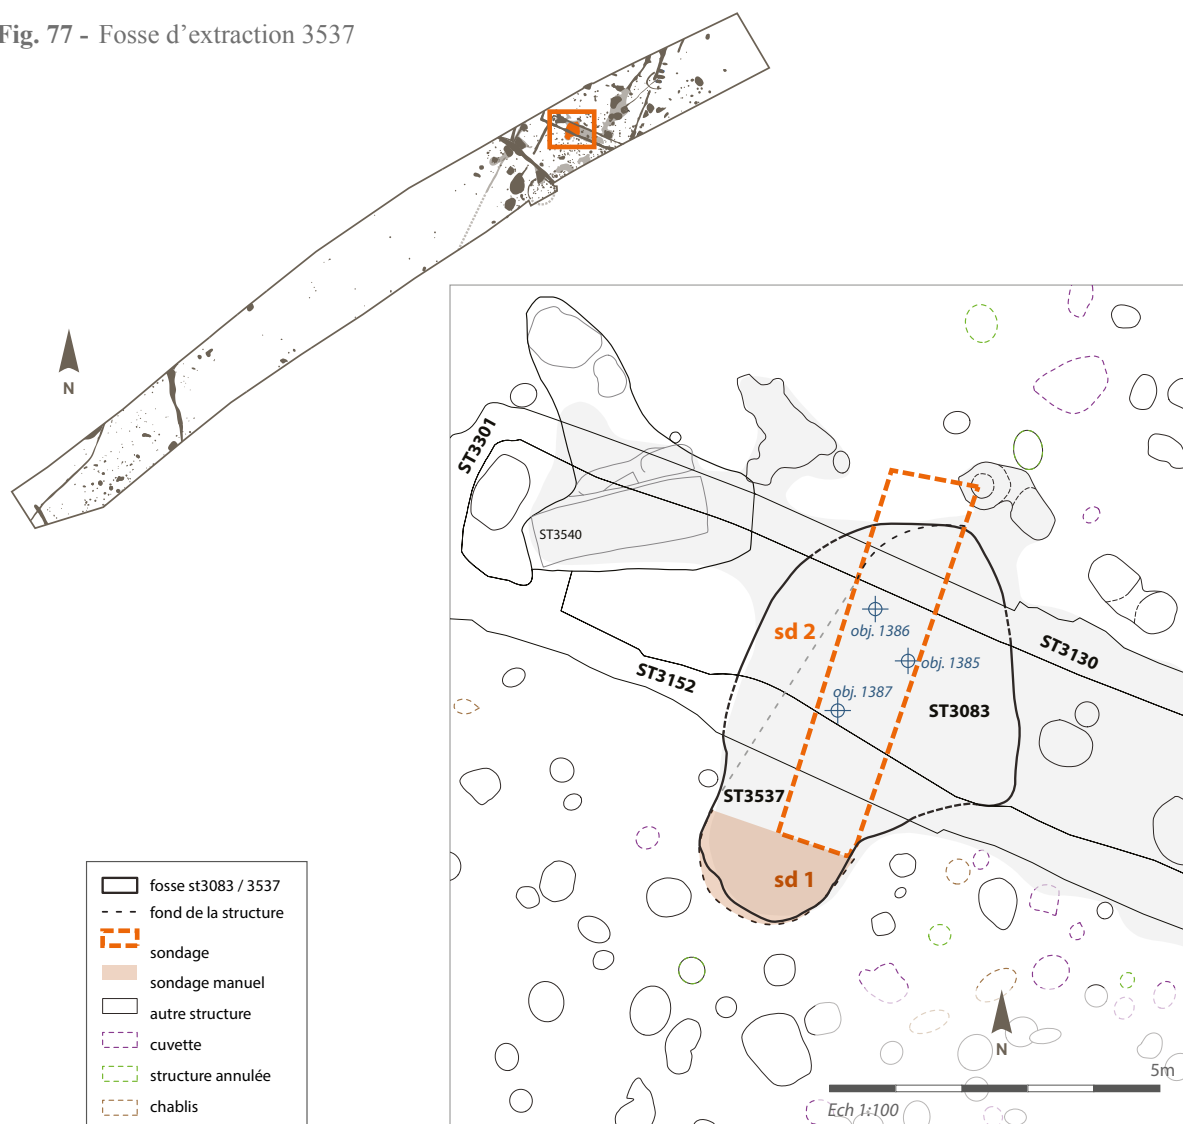 Fig. 77 - Fosse d’extraction 3537
N
ST3301
ST3540
sd 2
obj. 1386
obj. 1385
ST3130
ST3152
obj. 1387
ST3083
ST3537
sd 1
fosse st3083 / 3537
fond de la structure
sondage
sondage manuel
autre structure
cuvette
structure annulée
chablis
N
5m
Ech 1:100